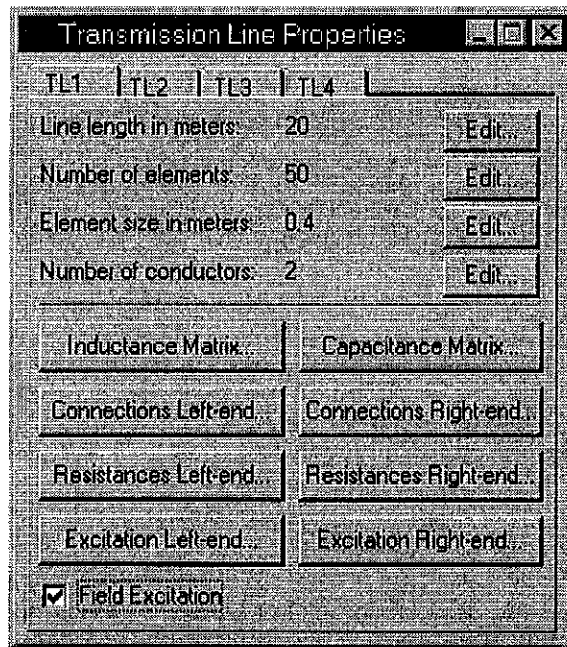 Transmission Line Properties
TL1 TL2 TL3 TL4
Line length in meters: 20 Edit...
Number of elements: 50 Edit...
Element size in meters: 0.4 Edit...
Number of conductors: 2 Edit...
Inductance Matrix... Capacitance Matrix...
Connections Left-end... Connections Right-end...
Resistances Left-end... Resistances Right-end...
Excitation Left-end... Excitation Right-end...
Field Excitation